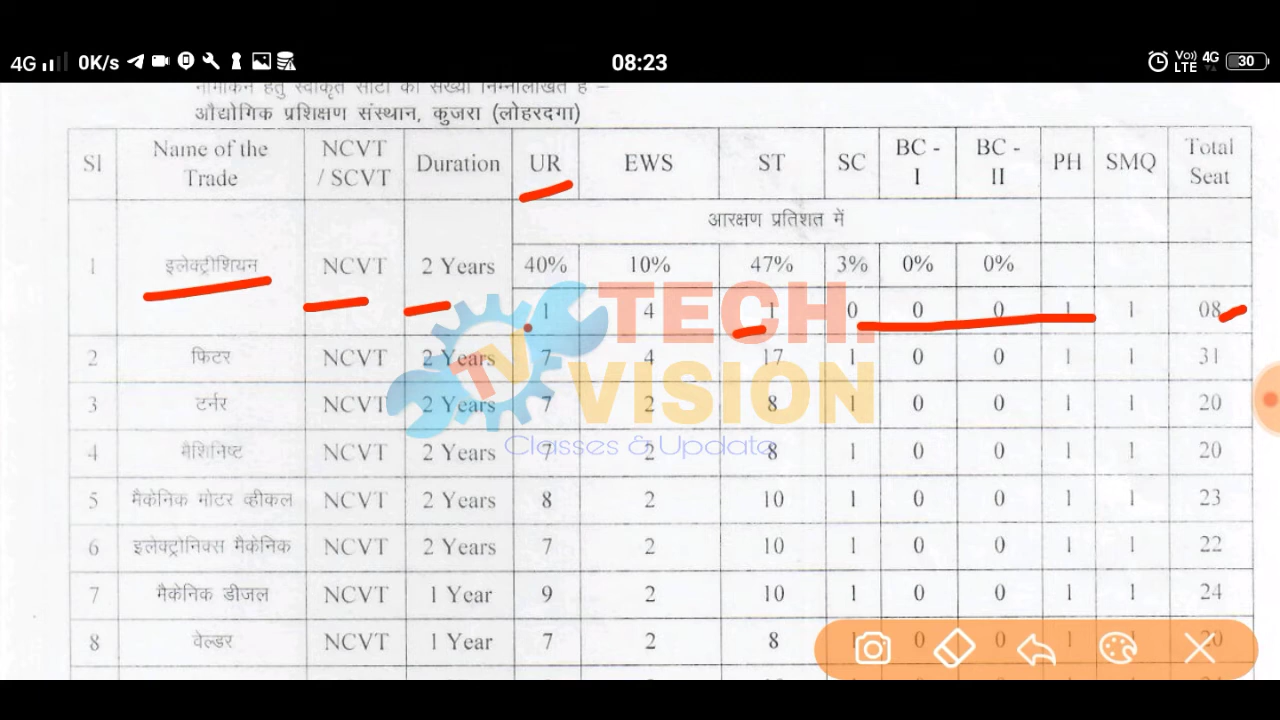 4G 0K/s 08:23 Vo) LTE 4G 30
नामांकन हेतु स्वीकृत सीटों की संख्या निम्नलिखित है –
औद्योगिक प्रशिक्षण संस्थान, कुजरा (लोहरदगा)
Sl Name of the Trade NCVT / SCVT Duration UR EWS ST SC BC - I BC - II PH SMQ Total Seat
आरक्षण प्रतिशत में
1 इलेक्ट्रीशियन NCVT 2 Years 40% 10% 47% 3% 0% 0%
1 4 1 0 0 0 1 1 08
2 फिटर NCVT 2 Years 7 4 17 1 0 0 1 1 31
3 टर्नर NCVT 2 Years 7 2 8 1 0 0 1 1 20
4 मैशिनिष्ट NCVT 2 Years 7 2 8 1 0 0 1 1 20
5 मैकेनिक मोटर व्हीकल NCVT 2 Years 8 2 10 1 0 0 1 1 23
6 इलेक्ट्रोनिक्स मैकेनिक NCVT 2 Years 7 2 10 1 0 0 1 1 22
7 मैकेनिक डीजल NCVT 1 Year 9 2 10 1 0 0 1 1 24
8 वेल्डर NCVT 1 Year 7 2 8 1 0 0 1 1 20
TECH.
TV VISION
Classes & Update